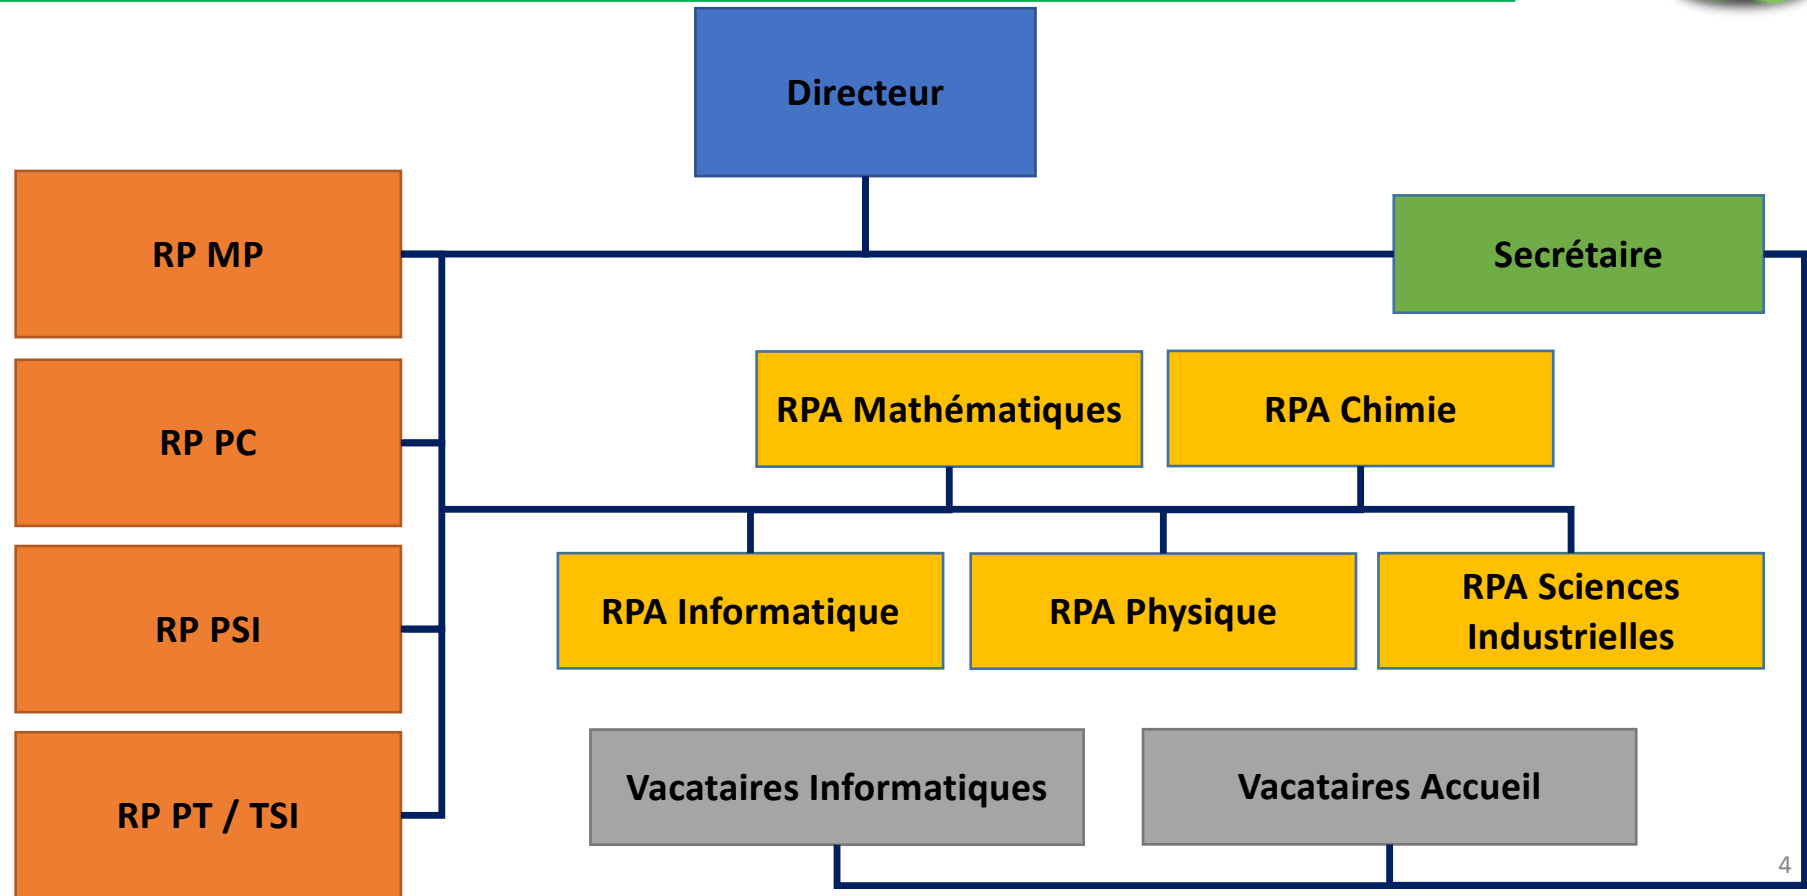 Directeur
RP MP
Secrétaire
RPA Mathématiques
RPA Chimie
RP PC
RPA Informatique
RPA Physique
RPA Sciences
Industrielles
RP PSI
Vacataires Informatiques
Vacataires Accueil
RP PT / TSI
4